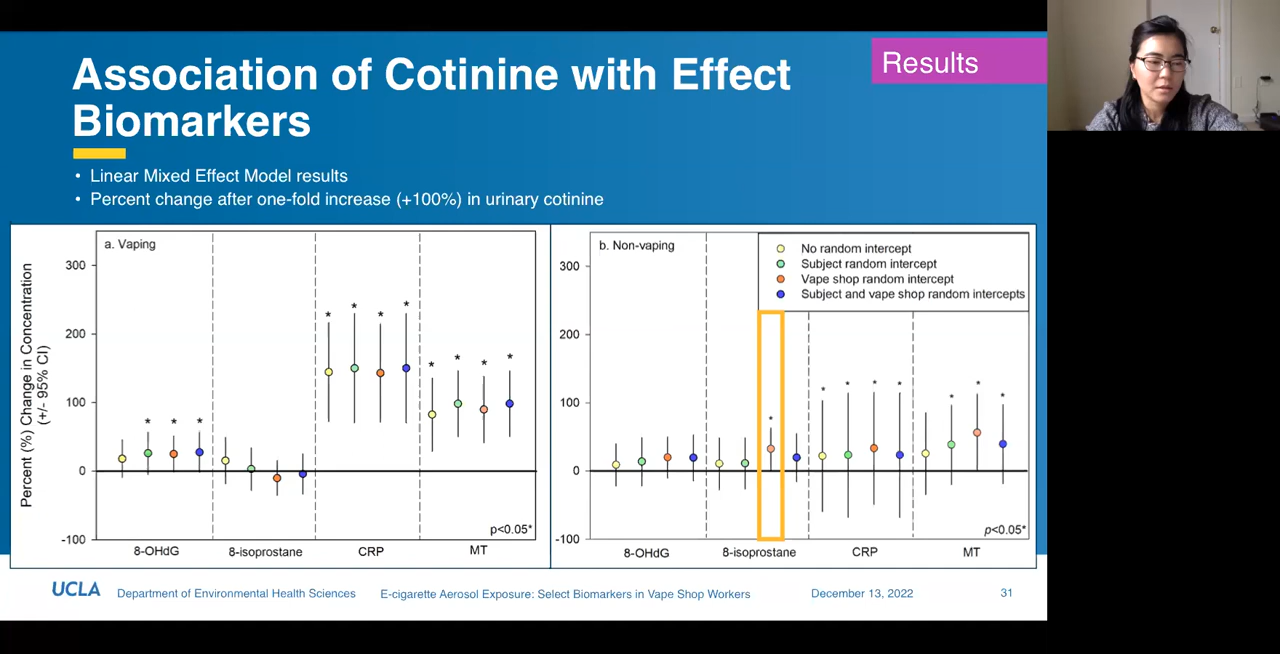 Association of Cotinine with Effect
Biomarkers
Results
• Linear Mixed Effect Model results
• Percent change after one-fold increase (+100%) in urinary cotinine
Percent (%) Change in Concentration
(+/- 95% CI)
a. Vaping
300
200
100
0
-100
* * *
* * * *
* * * *
p<0.05*
8-OHdG 8-isoprostane CRP MT
b. Non-vaping
No random intercept
Subject random intercept
Vape shop random intercept
Subject and vape shop random intercepts
300
200
100
0
-100
*
* * * *
* * *
p<0.05*
8-OHdG 8-isoprostane CRP MT
UCLA Department of Environmental Health Sciences E-cigarette Aerosol Exposure: Select Biomarkers in Vape Shop Workers December 13, 2022 31